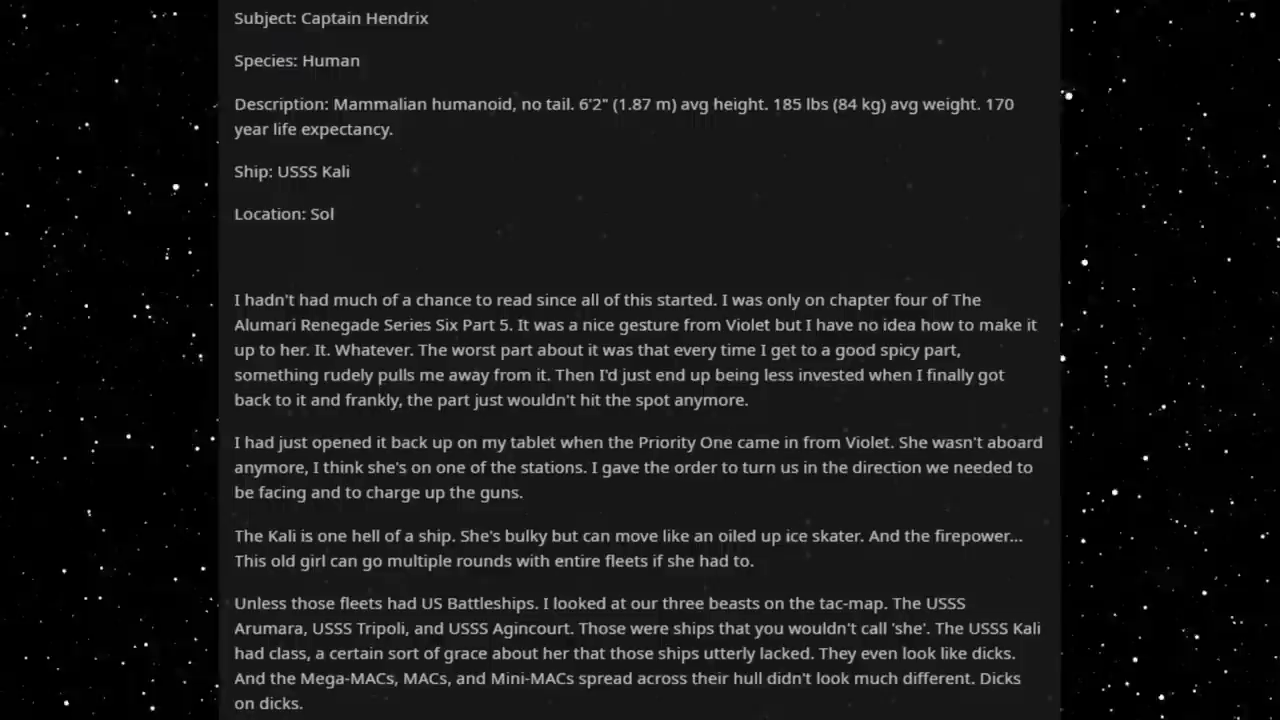 Subject: Captain Hendrix
Species: Human
Description: Mammalian humanoid, no tail. 6'2" (1.87 m) avg height. 185 lbs (84 kg) avg weight. 170
year life expectancy.
Ship: USSS Kali
Location: Sol
I hadn't had much of a chance to read since all of this started. I was only on chapter four of The
Alumari Renegade Series Six Part 5. It was a nice gesture from Violet but I have no idea how to make it
up to her. It. Whatever. The worst part about it was that every time I get to a good spicy part,
something rudely pulls me away from it. Then I'd just end up being less invested when I finally got
back to it and frankly, the part just wouldn't hit the spot anymore.
I had just opened it back up on my tablet when the Priority One came in from Violet. She wasn't aboard
anymore, I think she's on one of the stations. I gave the order to turn us in the direction we needed to
be facing and to charge up the guns.
The Kali is one hell of a ship. She's bulky but can move like an oiled up ice skater. And the firepower...
This old girl can go multiple rounds with entire fleets if she had to.
Unless those fleets had US Battleships. I looked at our three beasts on the tac-map. The USSS
Arumara, USSS Tripoli, and USSS Agincourt. Those were ships that you wouldn't call 'she'. The USSS Kali
had class, a certain sort of grace about her that those ships utterly lacked. They even look like dicks.
And the Mega-MACs, MACs, and Mini-MACs spread across their hull didn't look much different. Dicks
on dicks.